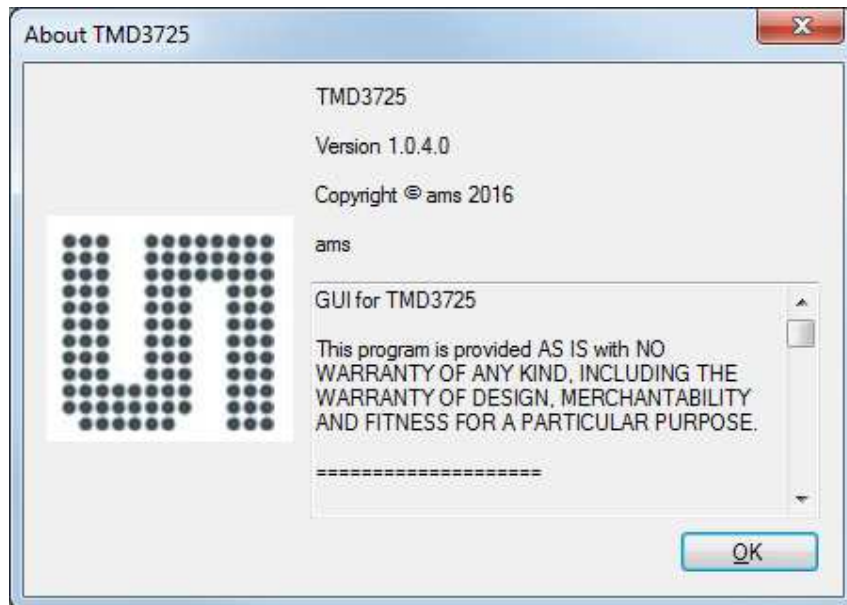 About TMD3725
TMD3725
Version 1.0.4.0
Copyright © ams 2016
ams
GUI for TMD3725
This program is provided AS IS with NO
WARRANTY OF ANY KIND, INCLUDING THE
WARRANTY OF DESIGN, MERCHANTABILITY
AND FITNESS FOR A PARTICULAR PURPOSE.
====================
OK